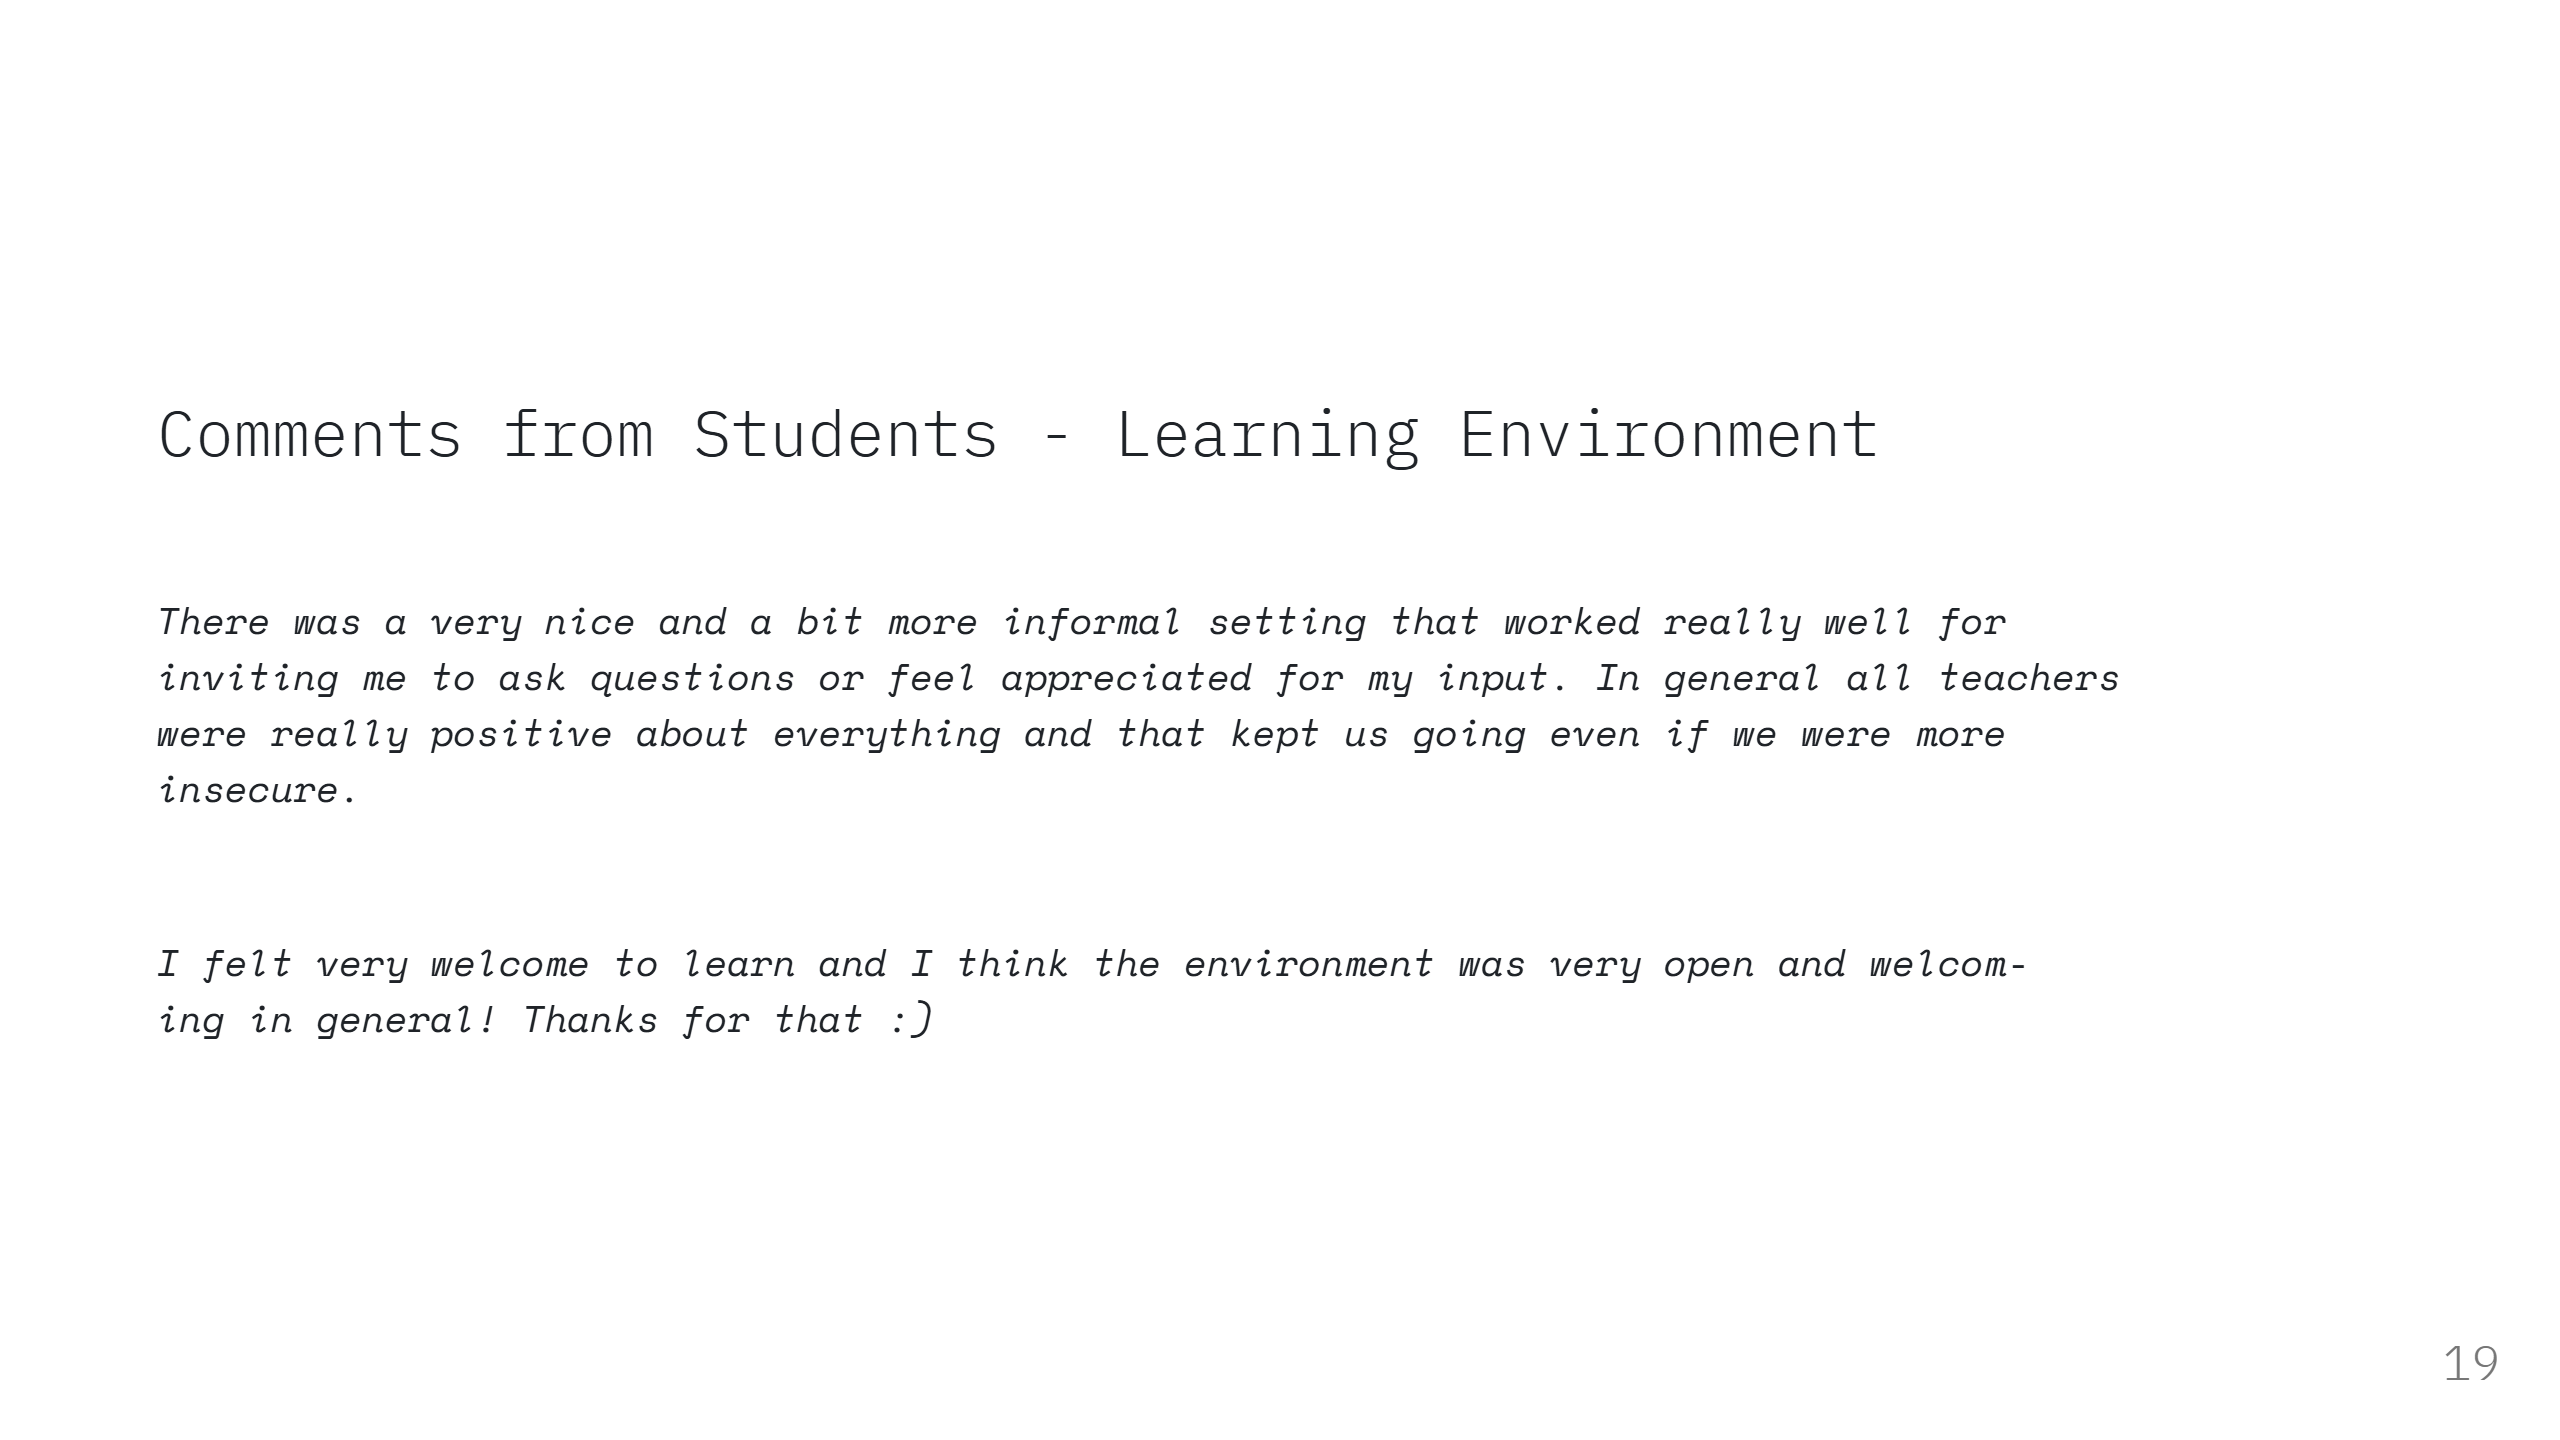 Comments from Students - Learning Environment
There was a very nice and a bit more informal setting that worked really well for
inviting me to ask questions or feel appreciated for my input. In general all teachers
were really positive about everything and that kept us going even if we were more
insecure.
I felt very welcome to learn and I think the environment was very open and welcom-
ing in general! Thanks for that :)
19